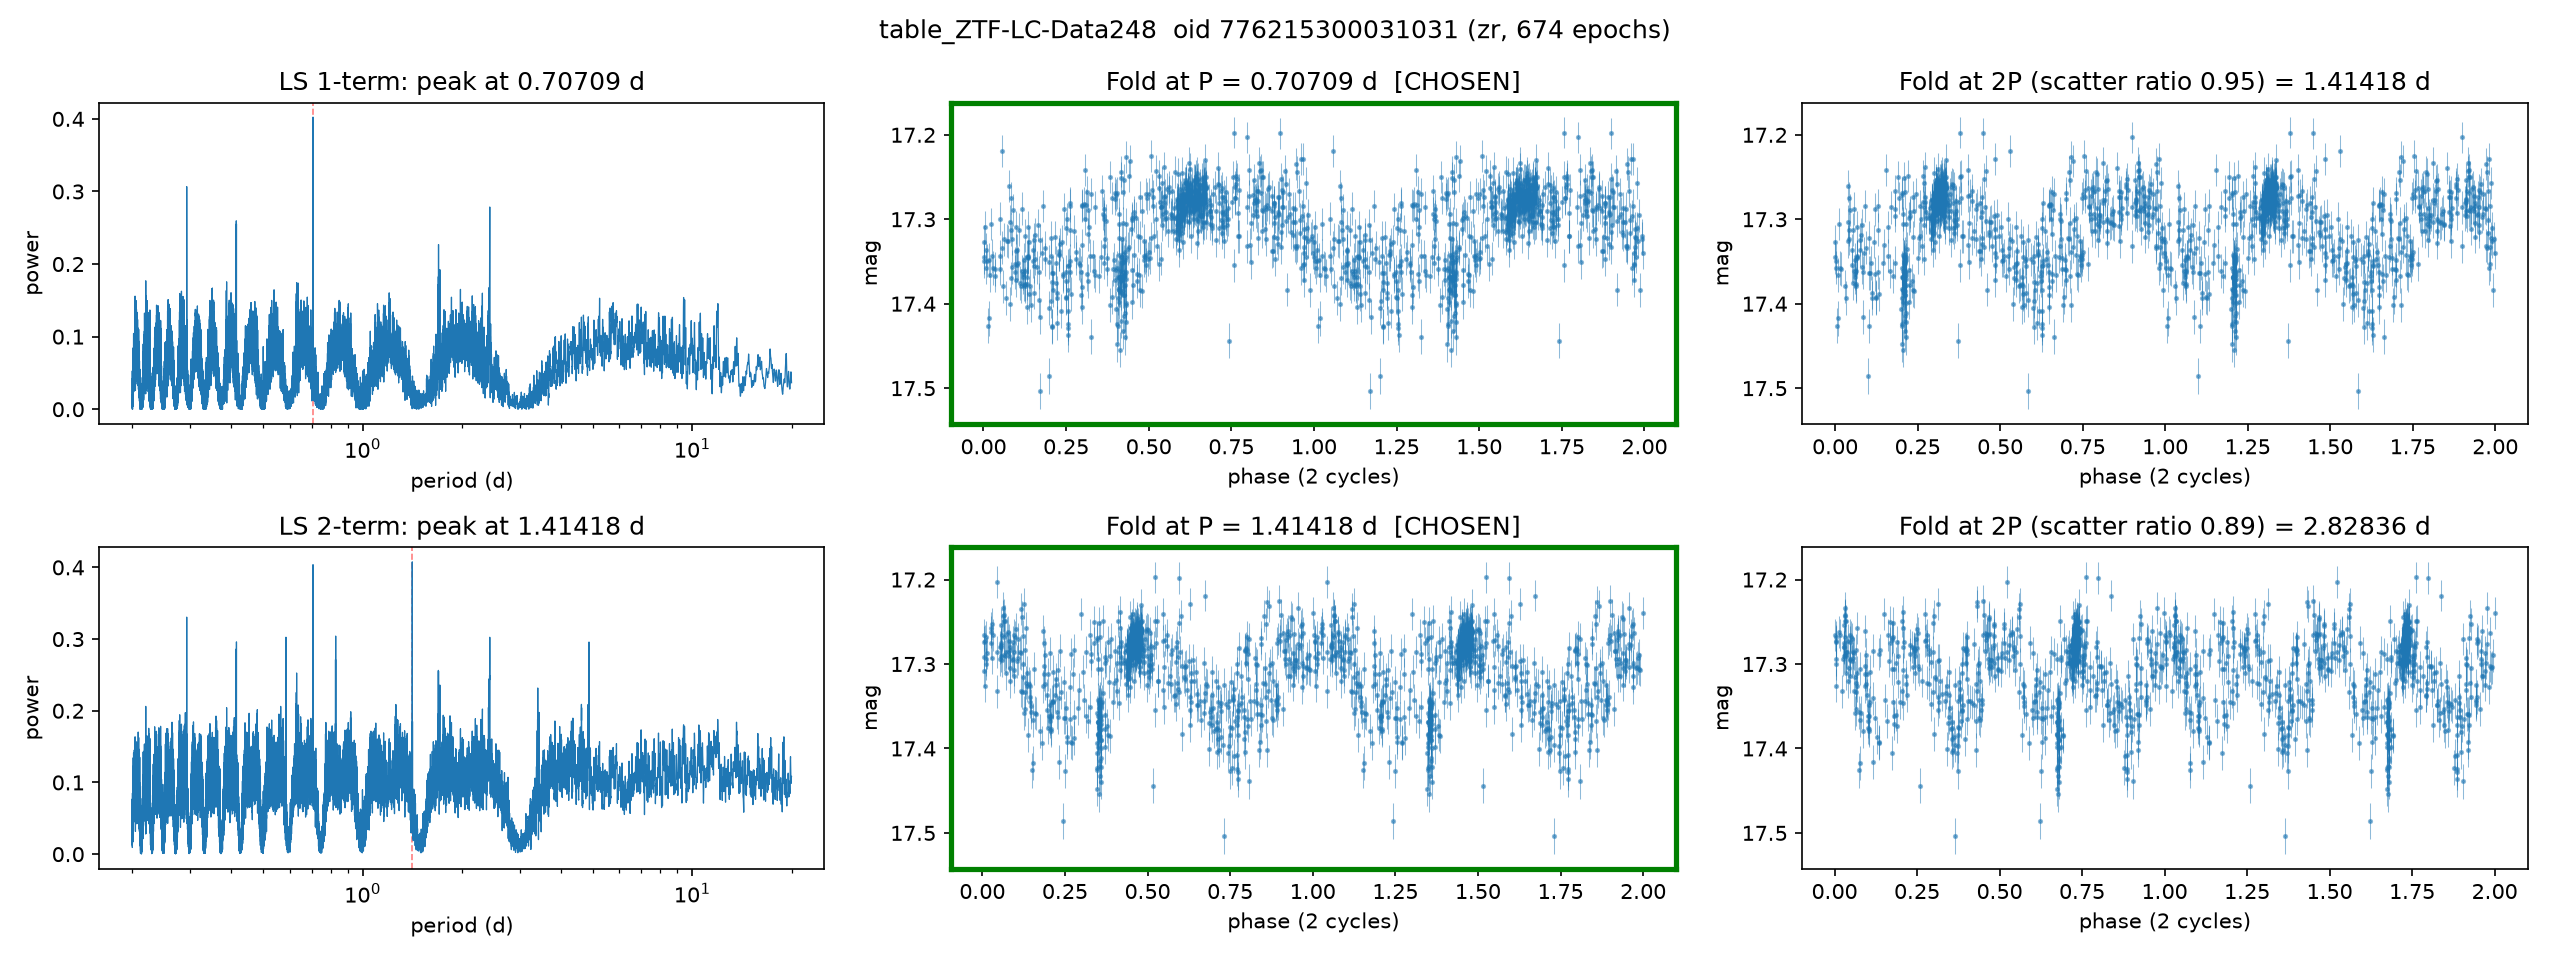 table_ZTF-LC-Data248  oid 776215300031031 (zr, 674 epochs)
LS 1-term: peak at 0.70709 d
power
0.4
0.3
0.2
0.1
0.0
10⁰
10¹
period (d)
Fold at P = 0.70709 d  [CHOSEN]
mag
17.2
17.3
17.4
17.5
0.00 0.25 0.50 0.75 1.00 1.25 1.50 1.75 2.00
phase (2 cycles)
Fold at 2P (scatter ratio 0.95) = 1.41418 d
mag
17.2
17.3
17.4
17.5
0.00 0.25 0.50 0.75 1.00 1.25 1.50 1.75 2.00
phase (2 cycles)
LS 2-term: peak at 1.41418 d
power
0.4
0.3
0.2
0.1
0.0
10⁰
10¹
period (d)
Fold at P = 1.41418 d  [CHOSEN]
mag
17.2
17.3
17.4
17.5
0.00 0.25 0.50 0.75 1.00 1.25 1.50 1.75 2.00
phase (2 cycles)
Fold at 2P (scatter ratio 0.89) = 2.82836 d
mag
17.2
17.3
17.4
17.5
0.00 0.25 0.50 0.75 1.00 1.25 1.50 1.75 2.00
phase (2 cycles)